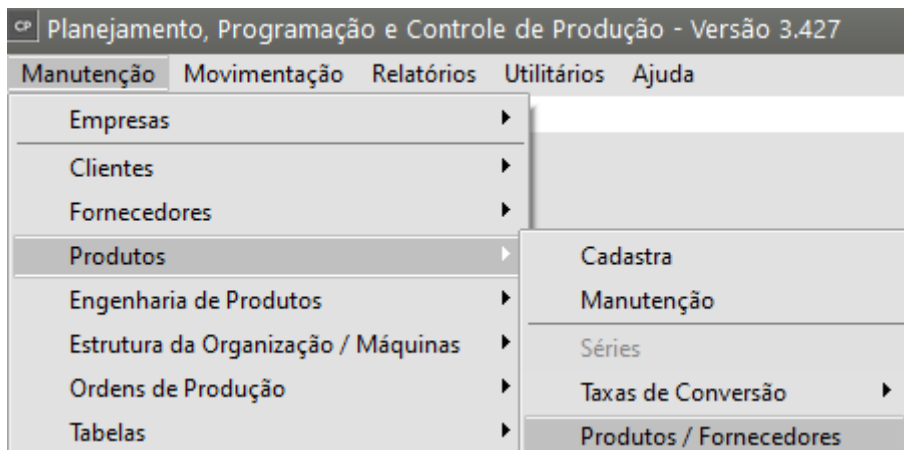 CP Planejamento, Programação e Controle de Produção - Versão 3.427
Manutenção Movimentação Relatórios Utilitários Ajuda
Empresas
Clientes
Fornecedores
Produtos
Engenharia de Produtos
Estrutura da Organização / Máquinas
Ordens de Produção
Tabelas
Cadastra
Manutenção
Séries
Taxas de Conversão
Produtos / Fornecedores